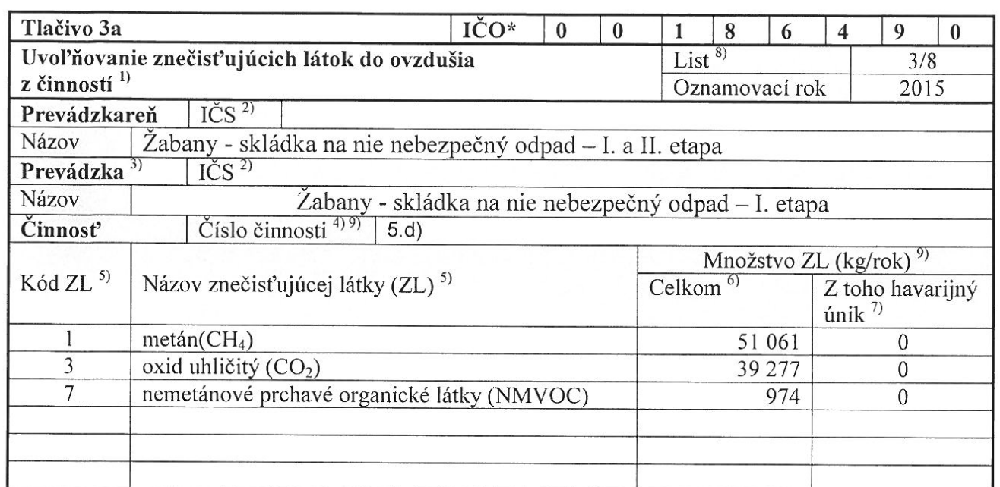 Tlačivo 3a IČO* 0 0 1 8 6 4 9 0
Uvoľňovanie znečisťujúcich látok do ovzdušia
z činností 1)
List 8) 3/8
Oznamovací rok 2015
Prevádzkareň IČS 2)
Názov Žabany - skládka na nie nebezpečný odpad – I. a II. etapa
Prevádzka 3) IČS 2)
Názov Žabany - skládka na nie nebezpečný odpad – I. etapa
Činnosť Číslo činnosti 4) 9) 5.d)
Kód ZL 5) Názov znečisťujúcej látky (ZL) 5)
Množstvo ZL (kg/rok) 9)
Celkom 6) Z toho havarijný
únik 7)
1 metán(CH₄) 51 061 0
3 oxid uhličitý (CO₂) 39 277 0
7 nemetánové prchavé organické látky (NMVOC) 974 0